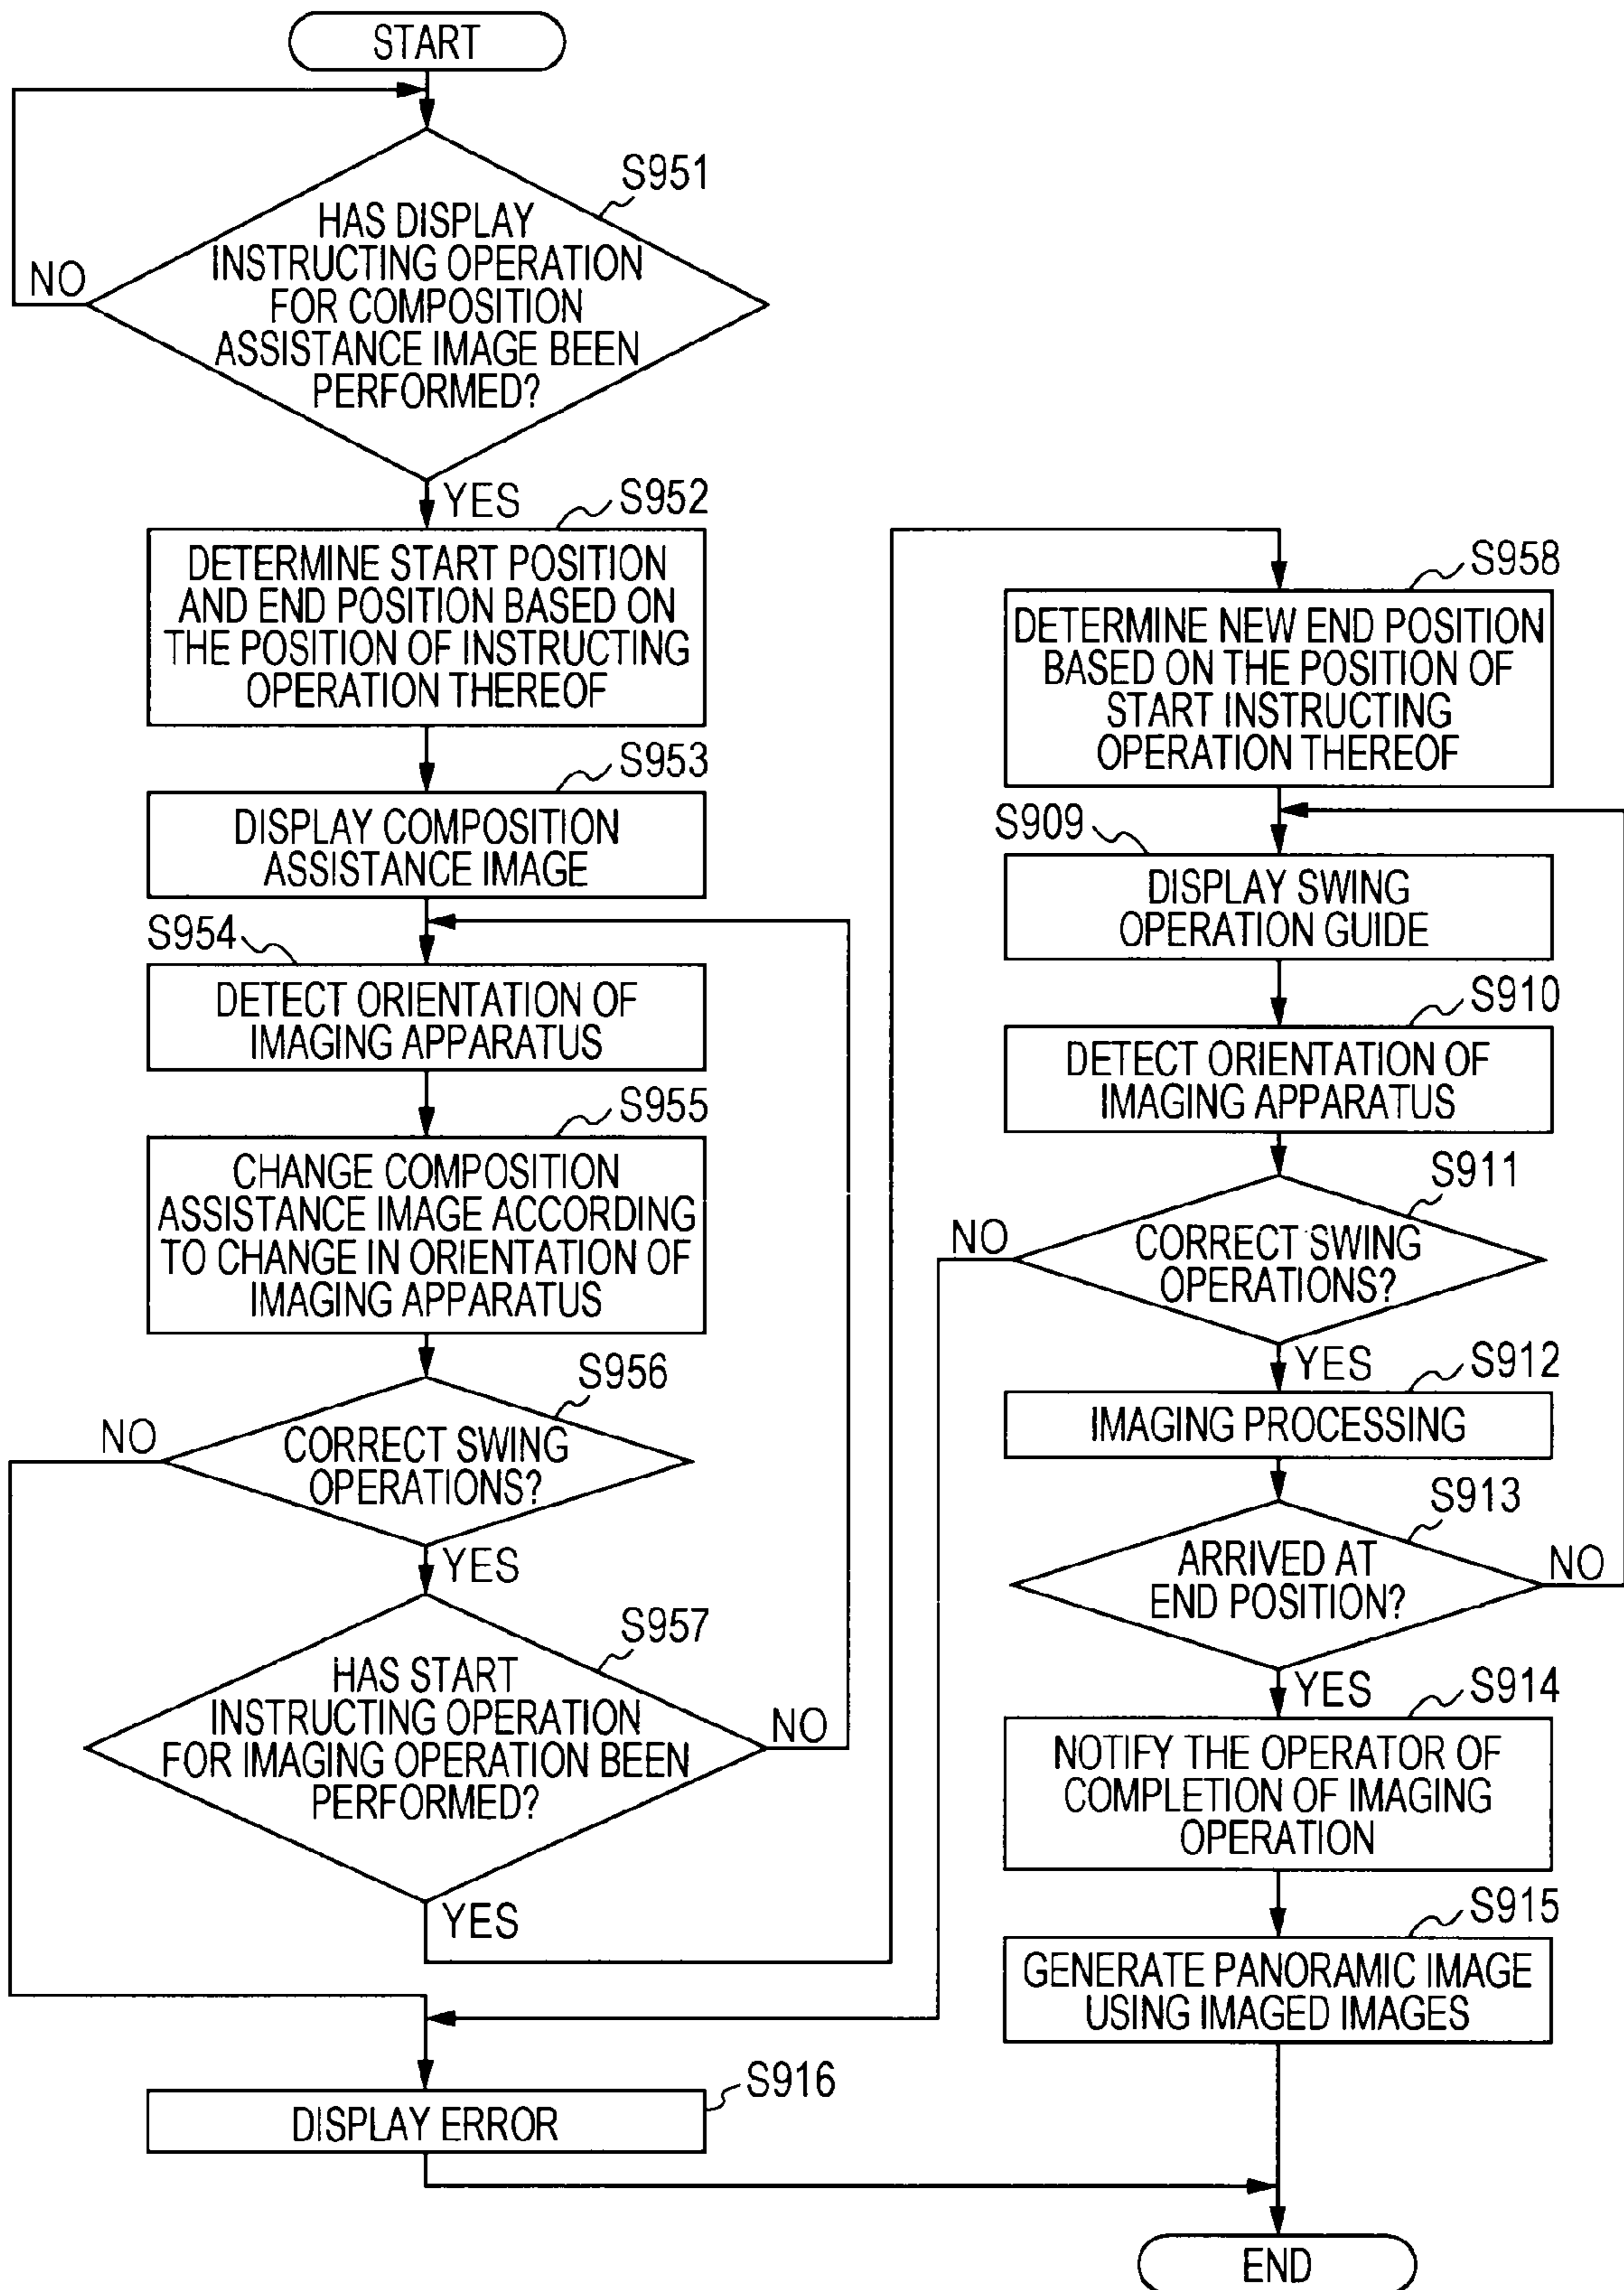 START
S951
HAS DISPLAY
INSTRUCTING OPERATION
FOR COMPOSITION
ASSISTANCE IMAGE BEEN
PERFORMED?
NO
YES
S952
DETERMINE START POSITION
AND END POSITION BASED ON
THE POSITION OF INSTRUCTING
OPERATION THEREOF
S953
DISPLAY COMPOSITION
ASSISTANCE IMAGE
S954
DETECT ORIENTATION OF
IMAGING APPARATUS
S955
CHANGE COMPOSITION
ASSISTANCE IMAGE ACCORDING
TO CHANGE IN ORIENTATION OF
IMAGING APPARATUS
S956
NO
CORRECT SWING
OPERATIONS?
YES
S957
HAS START
INSTRUCTING OPERATION
FOR IMAGING OPERATION BEEN
PERFORMED?
NO
YES
S958
DETERMINE NEW END POSITION
BASED ON THE POSITION OF
START INSTRUCTING
OPERATION THEREOF
S909
DISPLAY SWING
OPERATION GUIDE
S910
DETECT ORIENTATION OF
IMAGING APPARATUS
S911
NO
CORRECT SWING
OPERATIONS?
YES
S912
IMAGING PROCESSING
S913
ARRIVED AT
END POSITION?
NO
YES
S914
NOTIFY THE OPERATOR OF
COMPLETION OF IMAGING
OPERATION
S915
GENERATE PANORAMIC IMAGE
USING IMAGED IMAGES
S916
DISPLAY ERROR
END